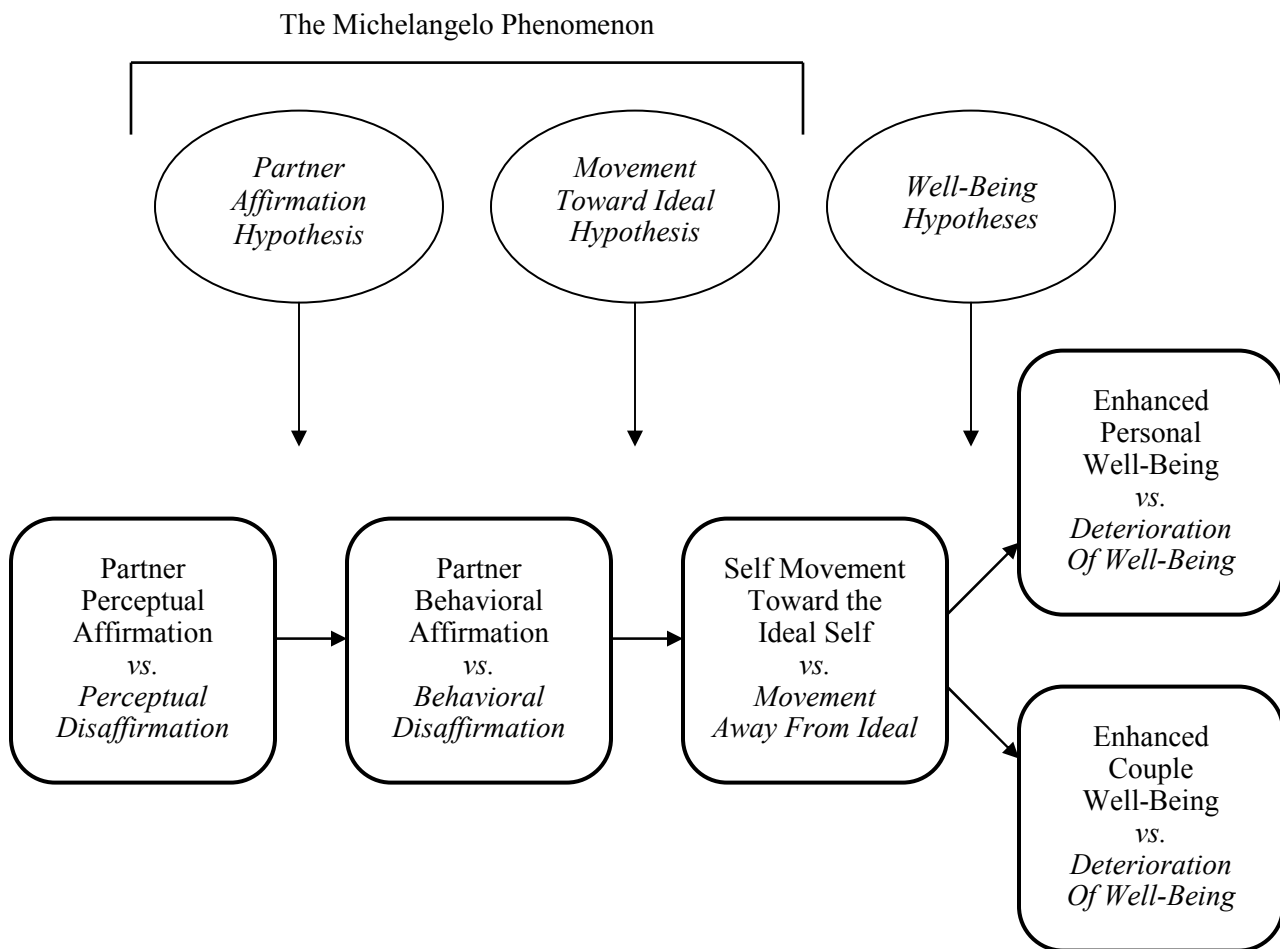 The Michelangelo Phenomenon
Partner
Affirmation
Hypothesis
Movement
Toward Ideal
Hypothesis
Well-Being
Hypotheses
Partner
Perceptual
Affirmation
vs.
Perceptual
Disaffirmation
Partner
Behavioral
Affirmation
vs.
Behavioral
Disaffirmation
Self Movement
Toward the
Ideal Self
vs.
Movement
Away From Ideal
Enhanced
Personal
Well-Being
vs.
Deterioration
Of Well-Being
Enhanced
Couple
Well-Being
vs.
Deterioration
Of Well-Being